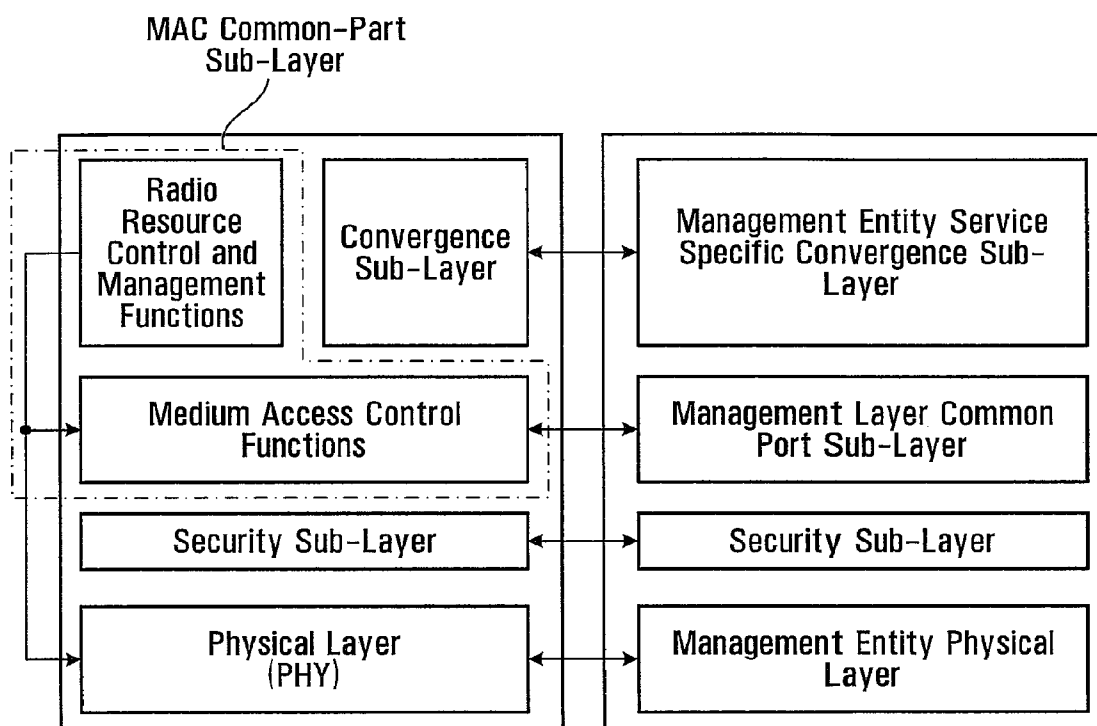 MAC Common-Part
Sub-Layer
Radio
Resource
Control and
Management
Functions
Convergence
Sub-Layer
Management Entity Service
Specific Convergence Sub-
Layer
Medium Access Control
Functions
Management Layer Common
Port Sub-Layer
Security Sub-Layer
Security Sub-Layer
Physical Layer
(PHY)
Management Entity Physical
Layer